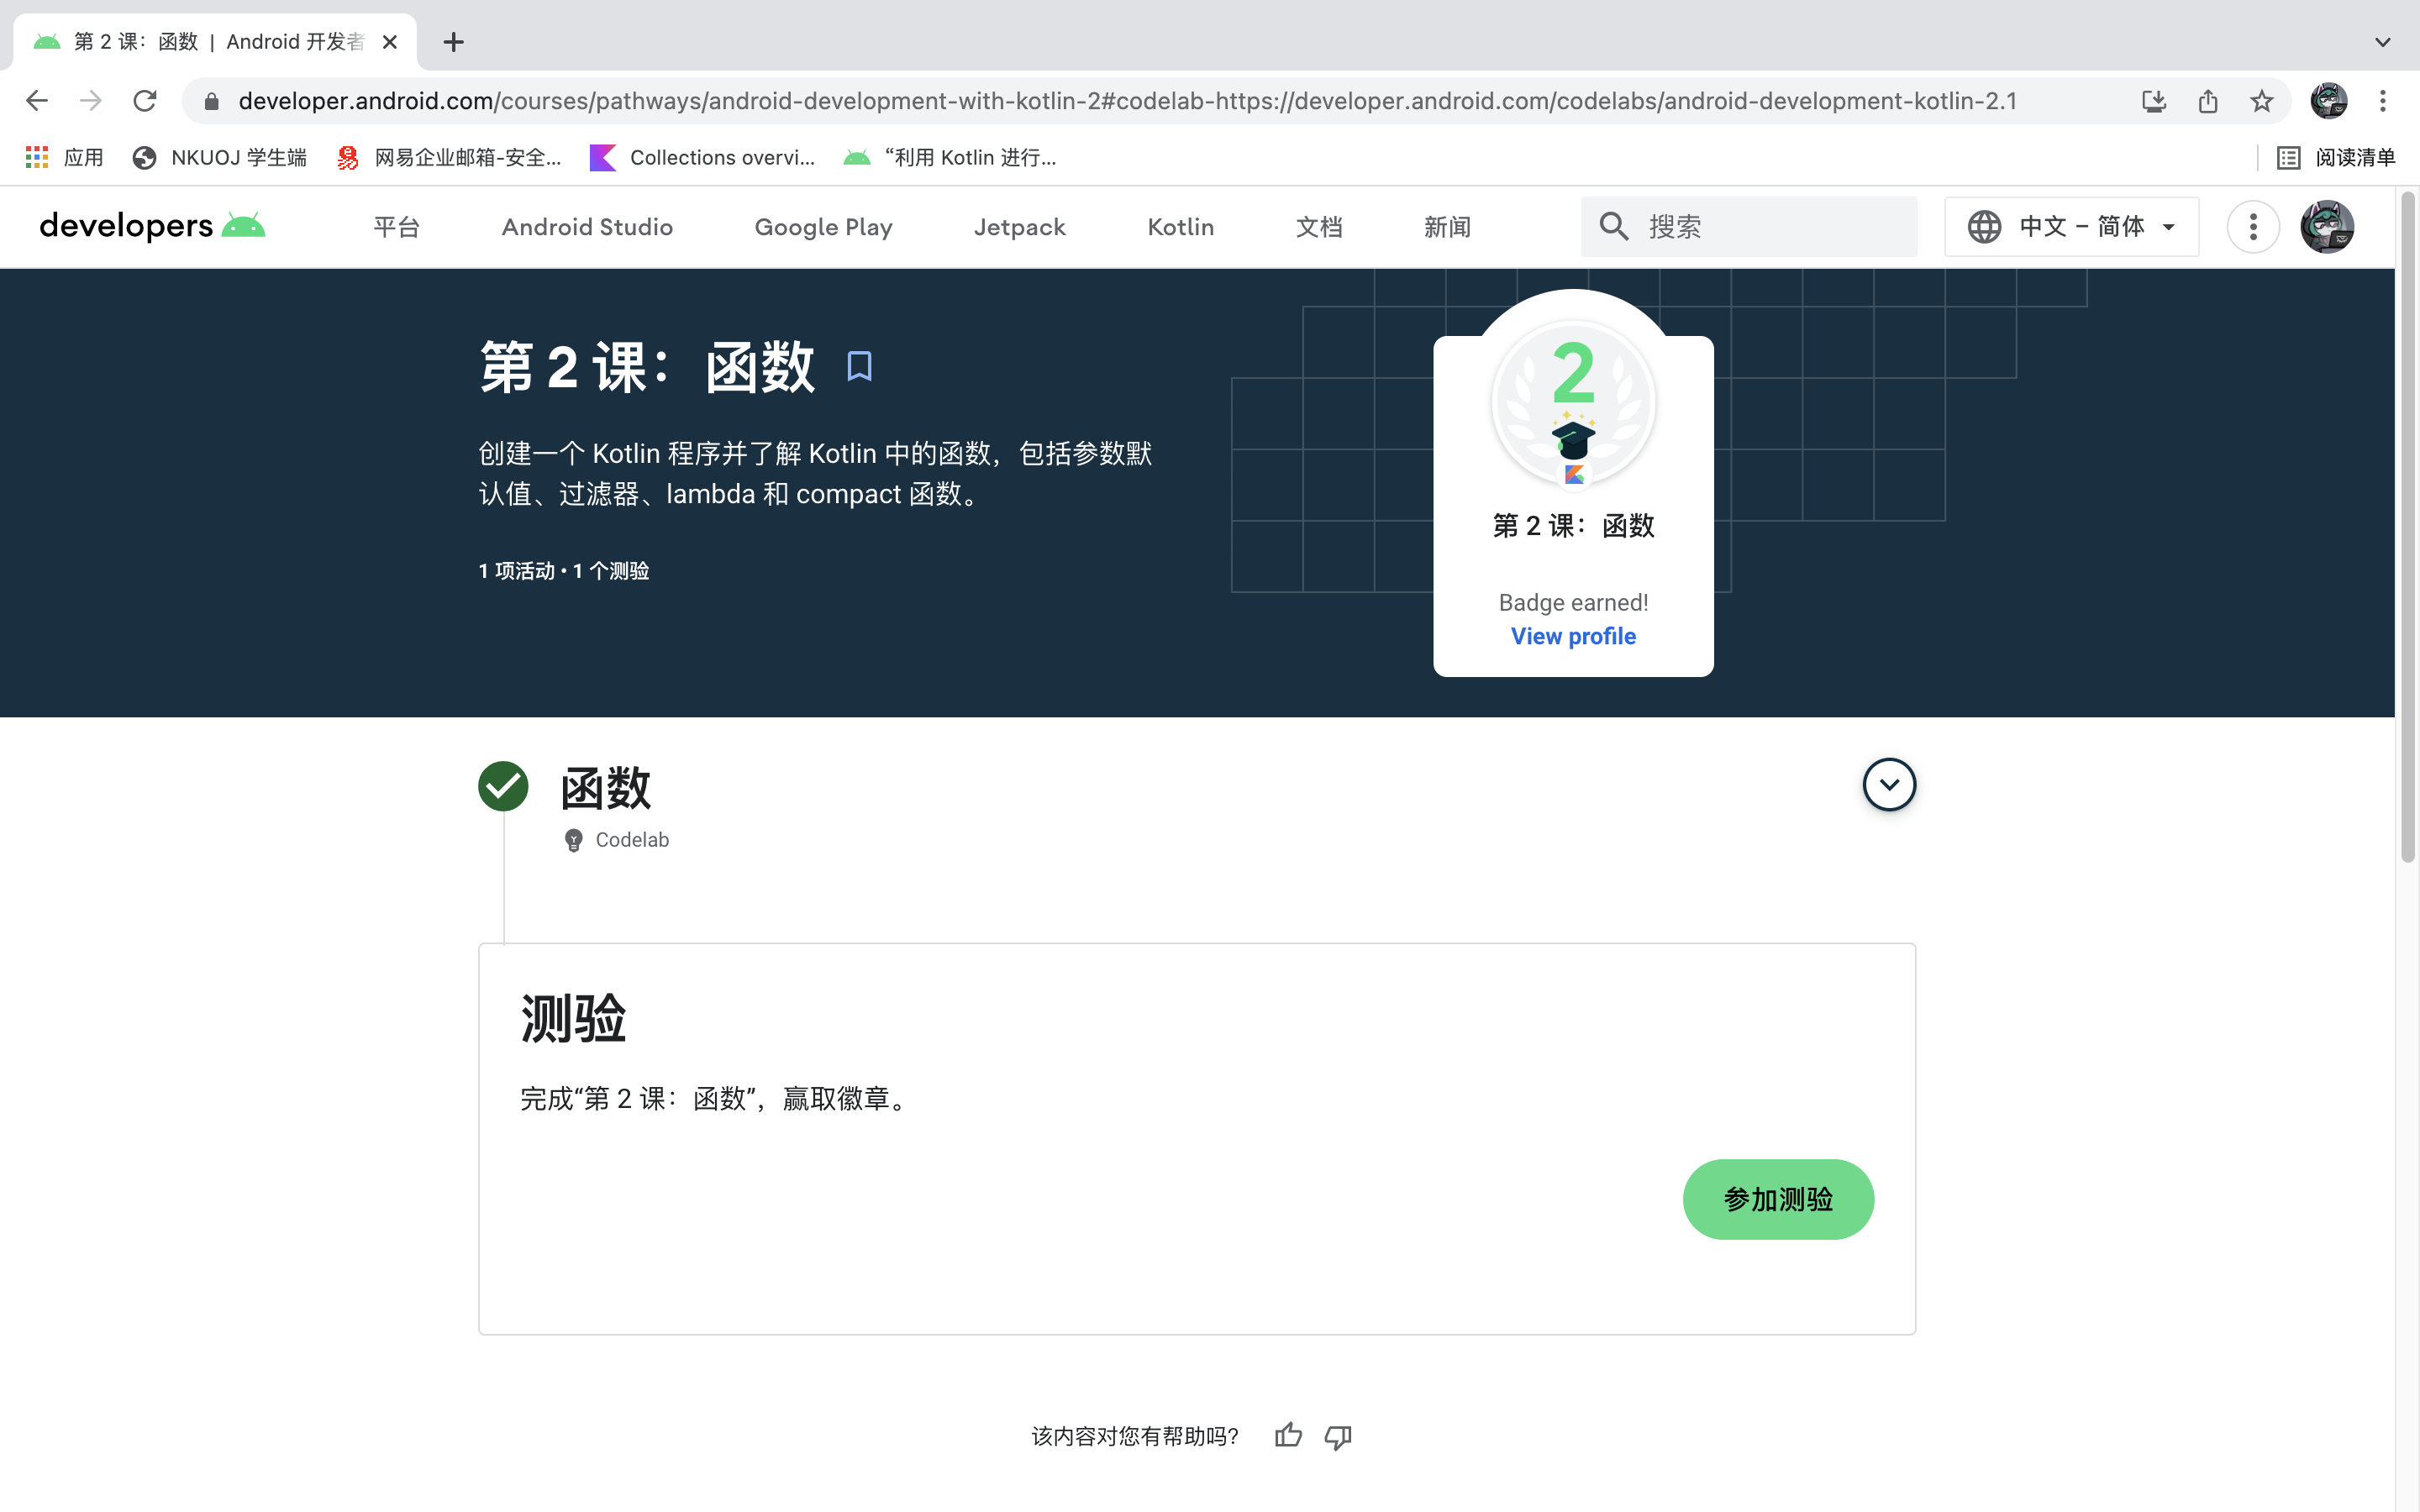 第 2 课：函数 | Android 开发者
developer.android.com/courses/pathways/android-development-with-kotlin-2#codelab-https://developer.android.com/codelabs/android-development-kotlin-2.1
应用 NKUOJ 学生端 网易企业邮箱-安全... Collections overvi... “利用 Kotlin 进行... 阅读清单
developers 平台 Android Studio Google Play Jetpack Kotlin 文档 新闻 搜索 中文 – 简体
第 2 课：函数
创建一个 Kotlin 程序并了解 Kotlin 中的函数，包括参数默
认值、过滤器、lambda 和 compact 函数。
1 项活动 • 1 个测验
2
第 2 课：函数
Badge earned!
View profile
函数
Codelab
测验
完成“第 2 课：函数”，赢取徽章。
参加测验
该内容对您有帮助吗？